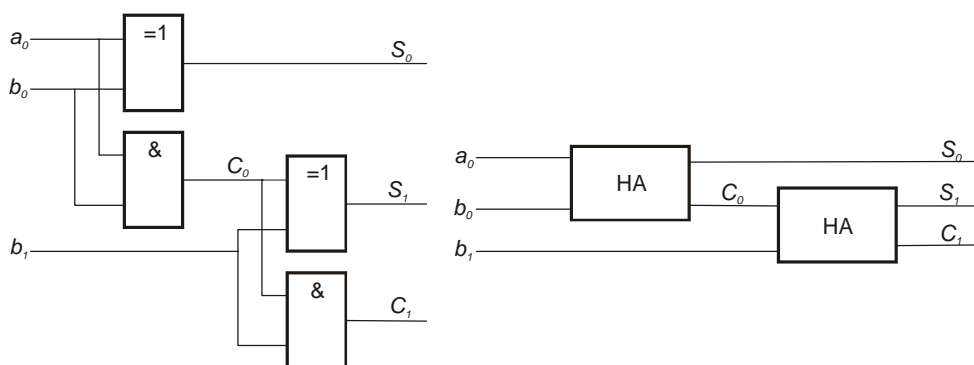 a₀
=1
S₀
b₀
&
C₀
=1
S₁
b₁
&
C₁
a₀
HA
S₀
b₀
C₀
HA
S₁
b₁
C₁